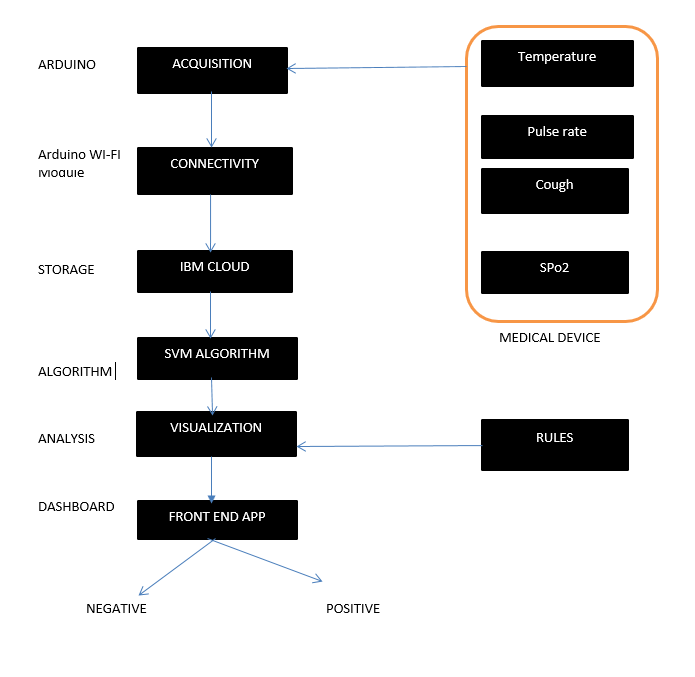 ARDUINO
ACQUISITION
Temperature
Pulse rate
Arduino WI-FI
Module
CONNECTIVITY
Cough
STORAGE
IBM CLOUD
SPo2
MEDICAL DEVICE
SVM ALGORITHM
ALGORITHM
VISUALIZATION
ANALYSIS
RULES
DASHBOARD
FRONT END APP
NEGATIVE
POSITIVE